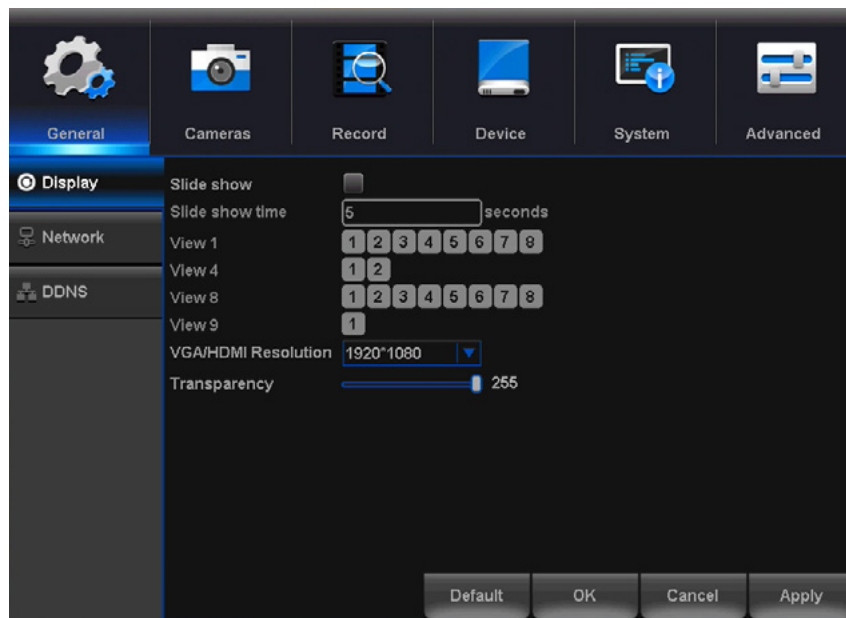 General Cameras Record Device System Advanced
Display
Network
DDNS
Slide show
Slide show time 5 seconds
View 1 1 2 3 4 5 6 7 8
View 4 1 2
View 8 1 2 3 4 5 6 7 8
View 9 1
VGA/HDMI Resolution 1920*1080
Transparency 255
Default OK Cancel Apply